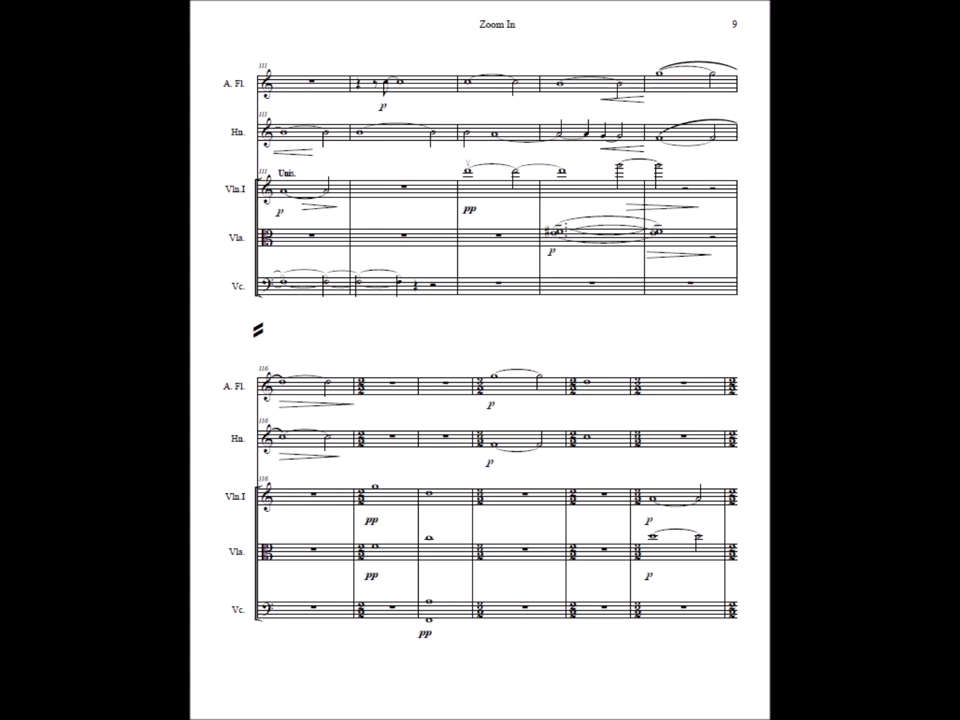 Zoom In 9
111
A. Fl.
p
111
Hn.
111 Unis.
Vln.I
p pp
Vla.
p
Vc.
116
A. Fl.
p
116
Hn.
p
116
Vln.I
pp p
Vla.
pp p
Vc.
pp